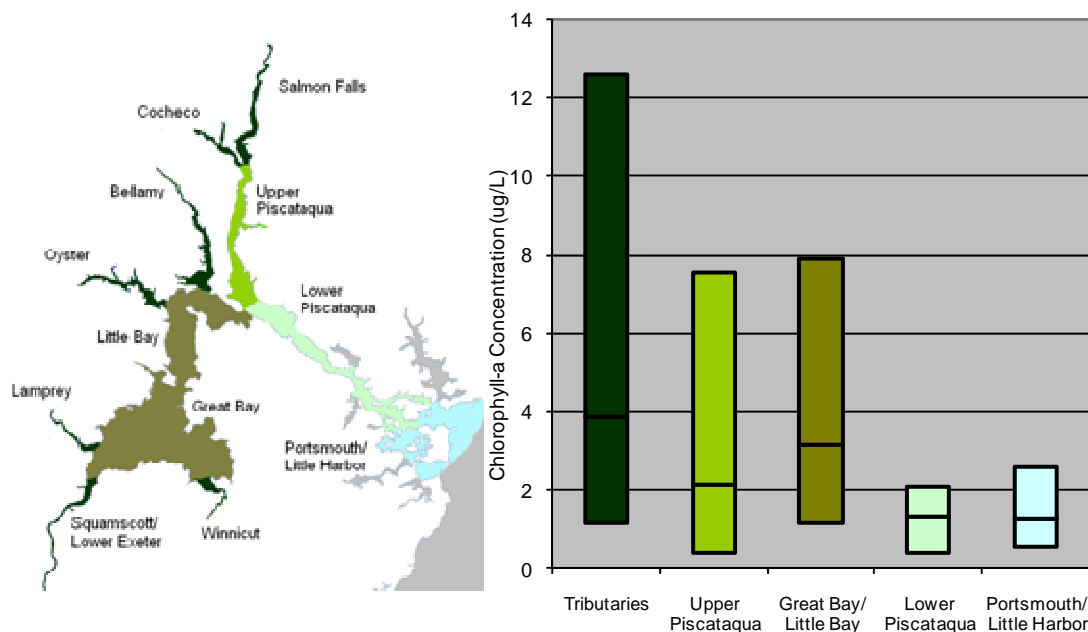 Salmon Falls
Cocheco
Bellamy
Upper
Piscataqua
Oyster
Lower
Piscataqua
Little Bay
Lamprey
Great Bay
Portsmouth/
Little Harbor
Squamscott/
Lower Exeter
Winnicut
Chlorophyll-a Concentration (ug/L)
14
12
10
8
6
4
2
0
Tributaries
Upper
Piscataqua
Great Bay/
Little Bay
Lower
Piscataqua
Portsmouth/
Little Harbor